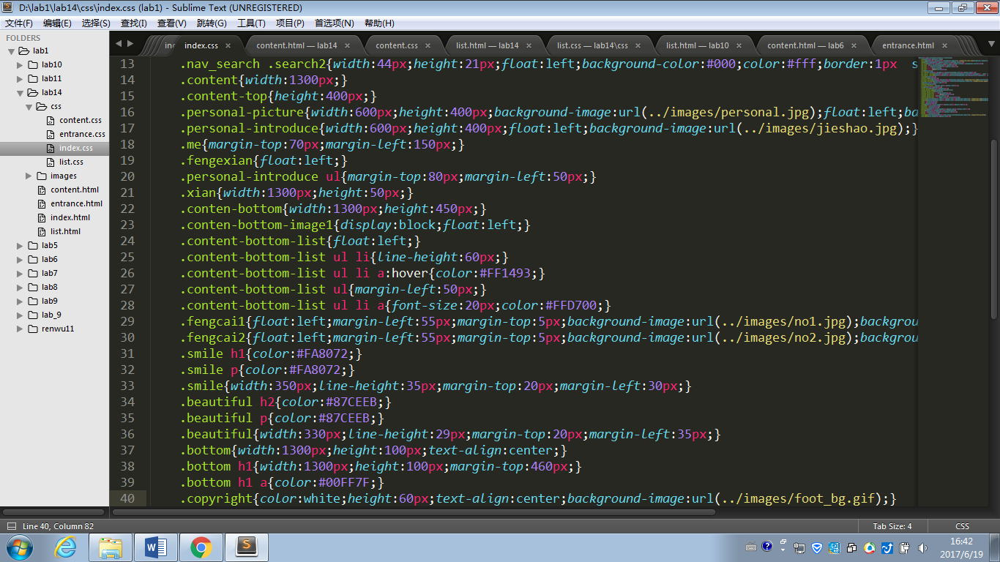 D:\lab1\lab14\css\index.css (lab1) - Sublime Text (UNREGISTERED)
文件(F) 编辑(E) 选择(S) 查找(I) 查看(V) 跳转(G) 工具(T) 项目(P) 首选项(N) 帮助(H)
FOLDERS
lab1
lab10
lab11
lab14
css
content.css
entrance.css
index.css
list.css
images
content.html
entrance.html
index.html
list.html
lab5
lab6
lab7
lab8
lab9
lab_9
renwu11
in index.css × content.html — lab14 × content.css × list.html — lab14 × list.css — lab14\css × list.html — lab10 × content.html — lab6 × entrance.html ×
13 .nav_search .search2{width:44px;height:21px;float:left;background-color:#000;color:#fff;border:1px s
14 .content{width:1300px;}
15 .content-top{height:400px;}
16 .personal-picture{width:600px;height:400px;background-image:url(../images/personal.jpg);float:left;ba
17 .personal-introduce{width:600px;height:400px;float:left;background-image:url(../images/jieshao.jpg);}
18 .me{margin-top:70px;margin-left:150px;}
19 .fengexian{float:left;}
20 .personal-introduce ul{margin-top:80px;margin-left:50px;}
21 .xian{width:1300px;height:50px;}
22 .conten-bottom{width:1300px;height:450px;}
23 .conten-bottom-image1{display:block;float:left;}
24 .content-bottom-list{float:left;}
25 .content-bottom-list ul li{line-height:60px;}
26 .content-bottom-list ul li a:hover{color:#FF1493;}
27 .content-bottom-list ul{margin-left:50px;}
28 .content-bottom-list ul li a{font-size:20px;color:#FFD700;}
29 .fengcai1{float:left;margin-left:55px;margin-top:5px;background-image:url(../images/no1.jpg);backgrou
30 .fengcai2{float:left;margin-left:55px;margin-top:5px;background-image:url(../images/no2.jpg);backgrou
31 .smile h1{color:#FA8072;}
32 .smile p{color:#FA8072;}
33 .smile{width:350px;line-height:35px;margin-top:20px;margin-left:30px;}
34 .beautiful h2{color:#87CEEB;}
35 .beautiful p{color:#87CEEB;}
36 .beautiful{width:330px;line-height:29px;margin-top:20px;margin-left:35px;}
37 .bottom{width:1300px;height:100px;text-align:center;}
38 .bottom h1{width:1300px;height:100px;margin-top:460px;}
39 .bottom h1 a{color:#00FF7F;}
40 .copyright{color:white;height:60px;text-align:center;background-image:url(../images/foot_bg.gif);}
Line 40, Column 82
Tab Size: 4
CSS
16:42
2017/6/19